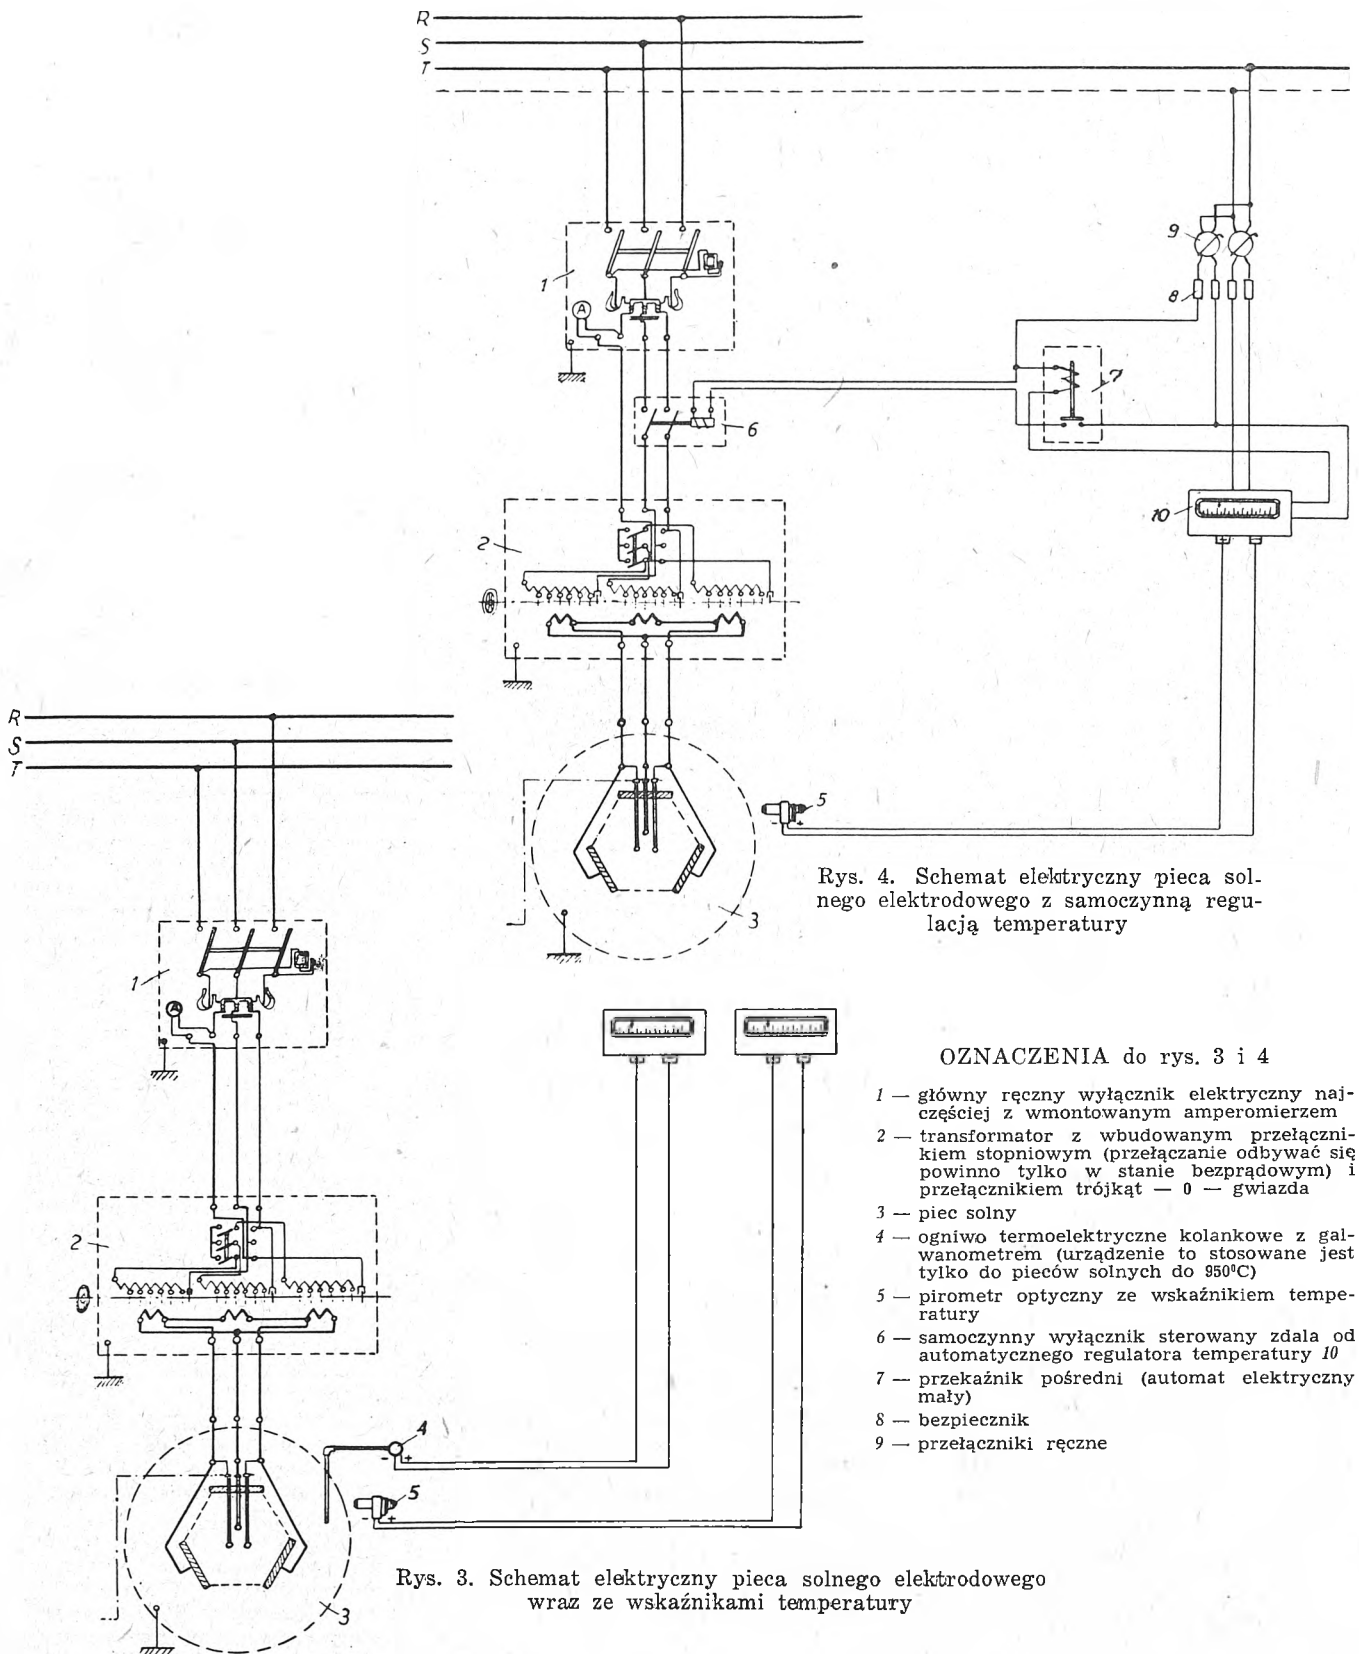 R
S
T
1
A
9
8
7
6
2
10
R
S
T
5
- +
3
Rys. 4. Schemat elektryczny pieca sol-
nego elektrodowego z samoczynną regu-
lacją temperatury
1
A
2
4
- +
5
- +
3
OZNACZENIA do rys. 3 i 4
1 — główny ręczny wyłącznik elektryczny naj-
częściej z wmontowanym amperomierzem
2 — transformator z wbudowanym przełączni-
kiem stopniowym (przełączanie odbywać się
powinno tylko w stanie bezprądowym) i
przełącznikiem trójkąt — 0 — gwiazda
3 — piec solny
4 — ogniwo termoelektryczne kolankowe z gal-
wanometrem (urządzenie to stosowane jest
tylko do pieców solnych do 950°C)
5 — pirometr optyczny ze wskaźnikiem tempe-
ratury
6 — samoczynny wyłącznik sterowany zdala od
automatycznego regulatora temperatury 10
7 — przekaźnik pośredni (automat elektryczny
mały)
8 — bezpiecznik
9 — przełączniki ręczne
Rys. 3. Schemat elektryczny pieca solnego elektrodowego
wraz ze wskaźnikami temperatury